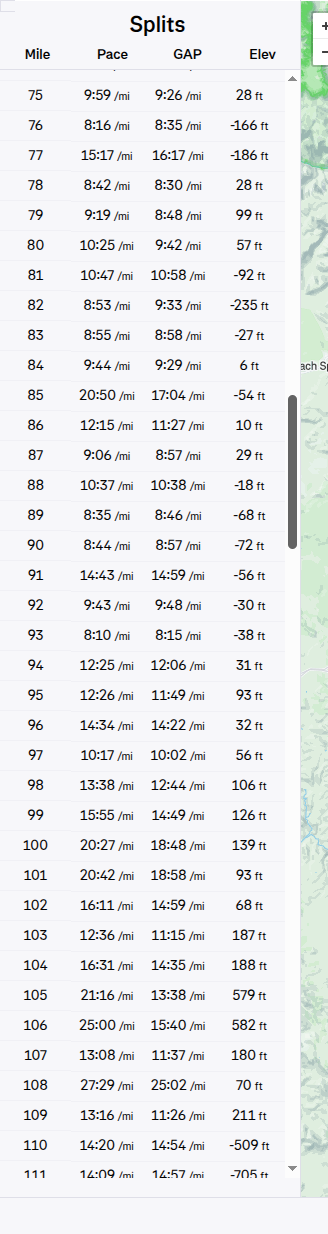 Splits
Mile Pace GAP Elev
75 9:59 /mi 9:26 /mi 28 ft
76 8:16 /mi 8:35 /mi -166 ft
77 15:17 /mi 16:17 /mi -186 ft
78 8:42 /mi 8:30 /mi 28 ft
79 9:19 /mi 8:48 /mi 99 ft
80 10:25 /mi 9:42 /mi 57 ft
81 10:47 /mi 10:58 /mi -92 ft
82 8:53 /mi 9:33 /mi -235 ft
83 8:55 /mi 8:58 /mi -27 ft
84 9:44 /mi 9:29 /mi 6 ft
ach Sp
85 20:50 /mi 17:04 /mi -54 ft
86 12:15 /mi 11:27 /mi 10 ft
87 9:06 /mi 8:57 /mi 29 ft
88 10:37 /mi 10:38 /mi -18 ft
89 8:35 /mi 8:46 /mi -68 ft
90 8:44 /mi 8:57 /mi -72 ft
91 14:43 /mi 14:59 /mi -56 ft
92 9:43 /mi 9:48 /mi -30 ft
93 8:10 /mi 8:15 /mi -38 ft
94 12:25 /mi 12:06 /mi 31 ft
95 12:26 /mi 11:49 /mi 93 ft
96 14:34 /mi 14:22 /mi 32 ft
97 10:17 /mi 10:02 /mi 56 ft
98 13:38 /mi 12:44 /mi 106 ft
99 15:55 /mi 14:49 /mi 126 ft
100 20:27 /mi 18:48 /mi 139 ft
101 20:42 /mi 18:58 /mi 93 ft
102 16:11 /mi 14:59 /mi 68 ft
103 12:36 /mi 11:15 /mi 187 ft
104 16:31 /mi 14:35 /mi 188 ft
105 21:16 /mi 13:38 /mi 579 ft
106 25:00 /mi 15:40 /mi 582 ft
107 13:08 /mi 11:37 /mi 180 ft
108 27:29 /mi 25:02 /mi 70 ft
109 13:16 /mi 11:26 /mi 211 ft
110 14:20 /mi 14:54 /mi -509 ft
111 14:09 /mi 14:57 /mi -705 ft